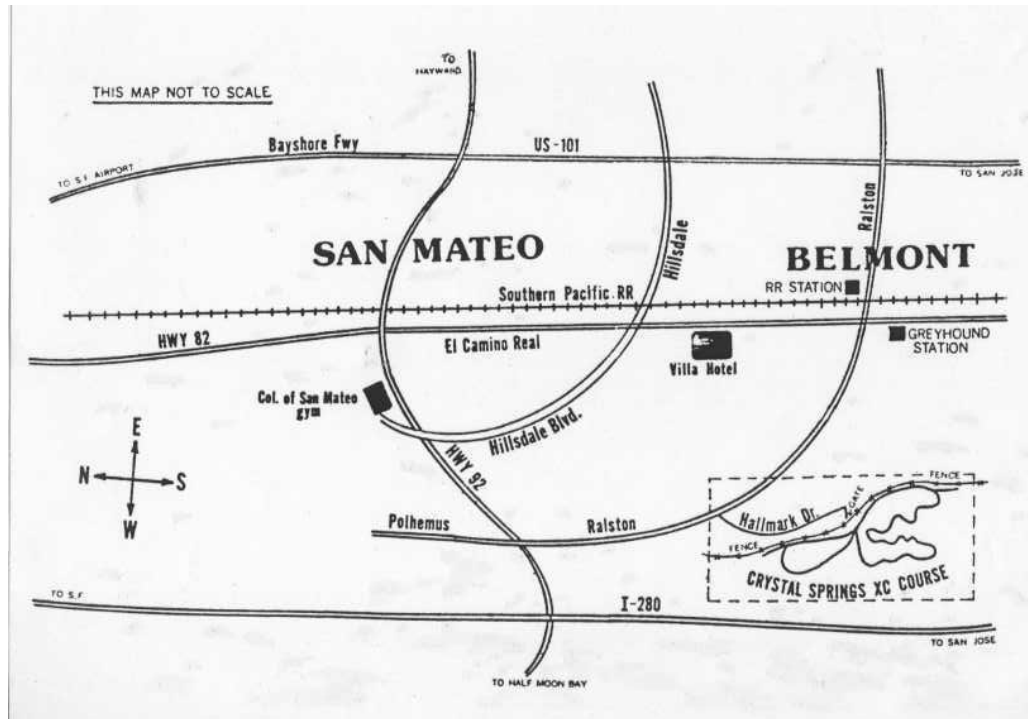 TO
HAYWARD
THIS MAP NOT TO SCALE
Bayshore Fwy
US-101
TO S.F. AIRPORT
TO SAN JOSE
Ralston
Hillsdale
SAN MATEO
BELMONT
RR STATION
Southern Pacific RR
HWY 82
El Camino Real
GREYHOUND
STATION
Villa Hotel
Col. of San Mateo
gym
Hillsdale Blvd.
HWY 92
E
N
S
W
FENCE
GATE
Hallmark Dr.
Polhemus
Ralston
FENCE
CRYSTAL SPRINGS XC COURSE
TO S.F.
I-280
TO SAN JOSE
TO HALF MOON BAY